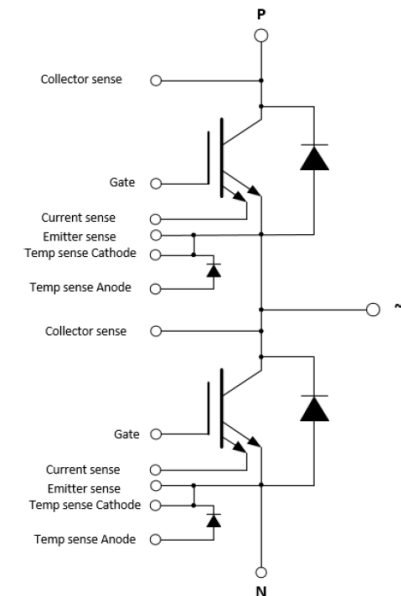 P
Collector sense
Gate
Current sense
Emitter sense
Temp sense Cathode
Temp sense Anode
~
Collector sense
Gate
Current sense
Emitter sense
Temp sense Cathode
Temp sense Anode
N